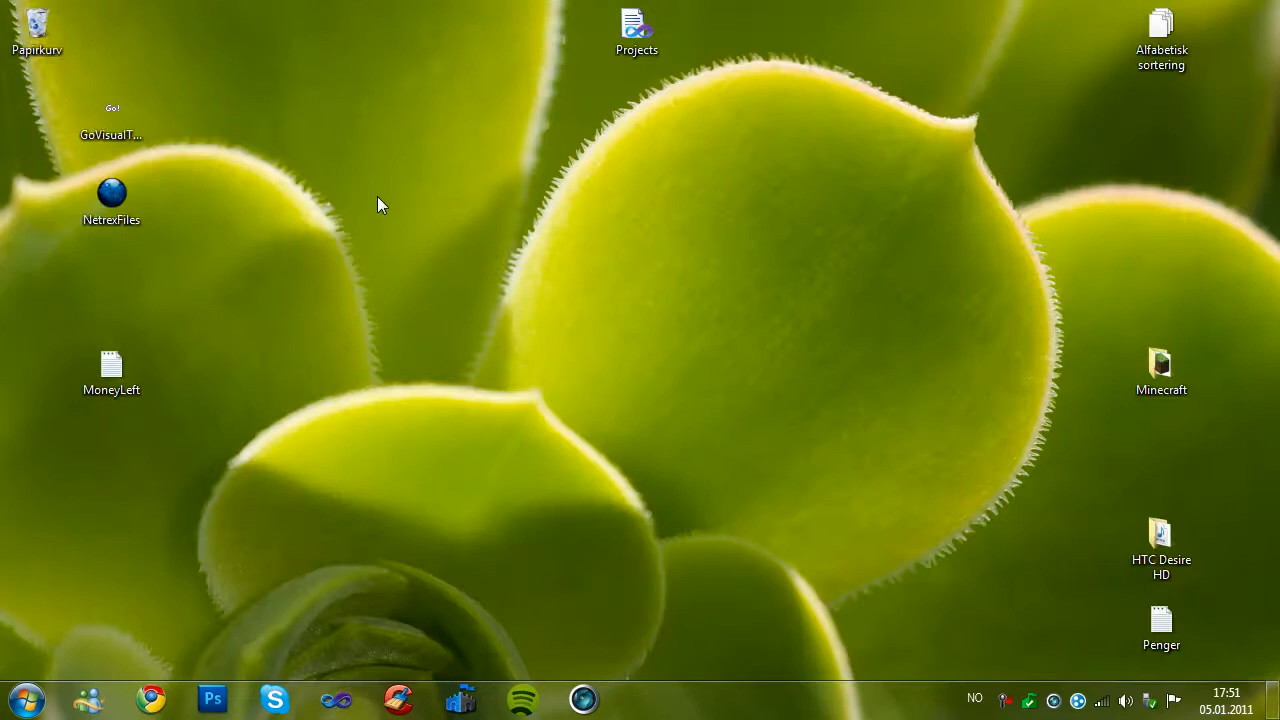 Papirkurv
Projects
Alfabetisk
sortering
Go!
GoVisualT...
NetrexFiles
MoneyLeft
Minecraft
HTC Desire
HD
Penger
Ps
S
NO
17:51
05.01.2011